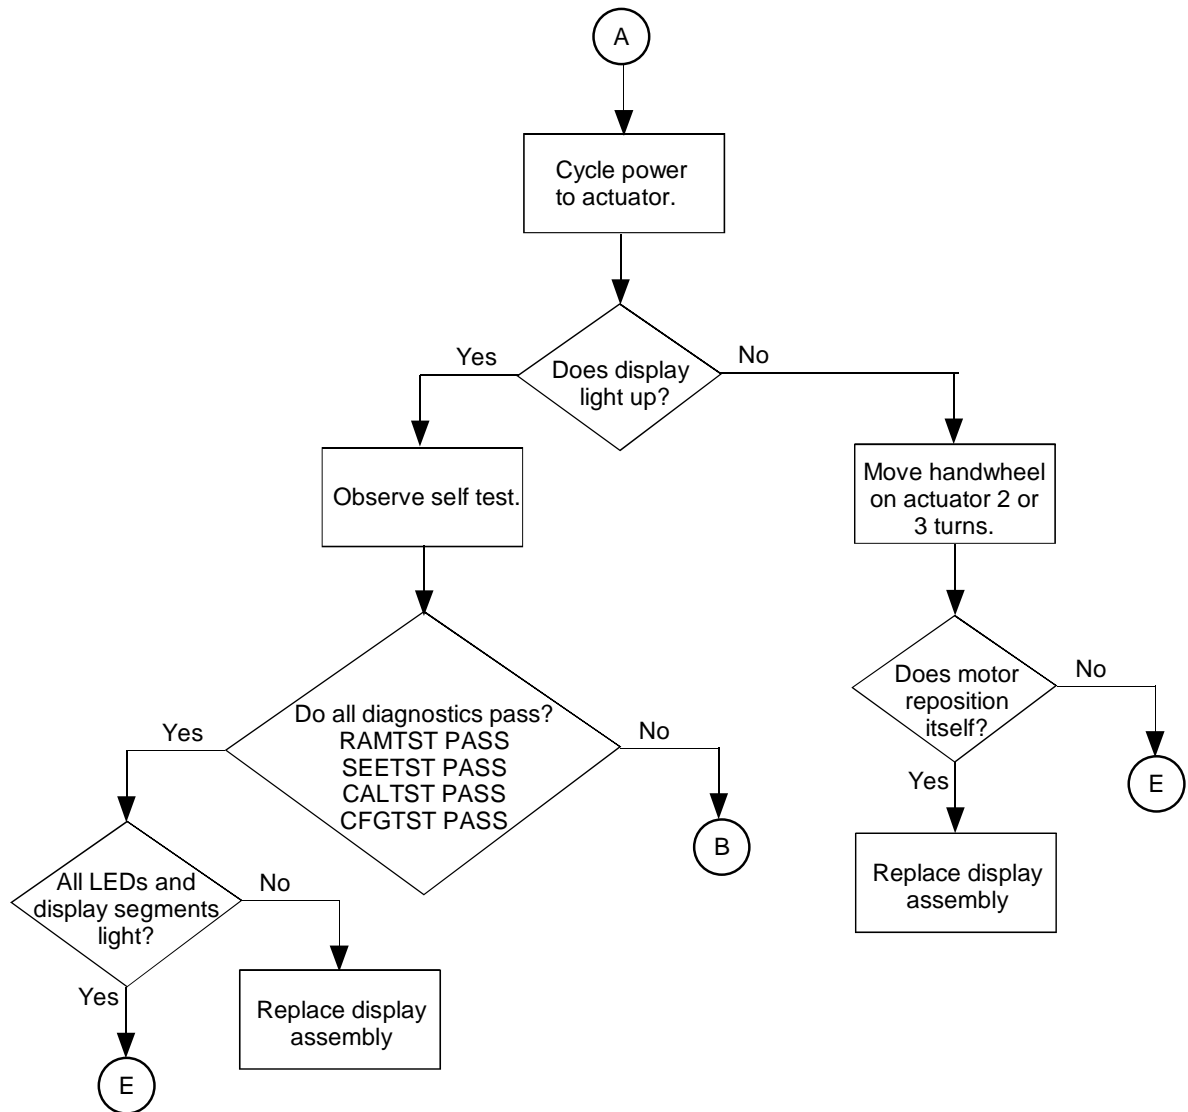 A
Cycle power
to actuator.
Does display
light up?
Yes
No
Observe self test.
Move handwheel
on actuator 2 or
3 turns.
Do all diagnostics pass?
RAMTST PASS
SEETST PASS
CALTST PASS
CFGTST PASS
Yes
No
B
Does motor
reposition
itself?
No
E
Yes
Replace display
assembly
All LEDs and
display segments
light?
No
Replace display
assembly
Yes
E